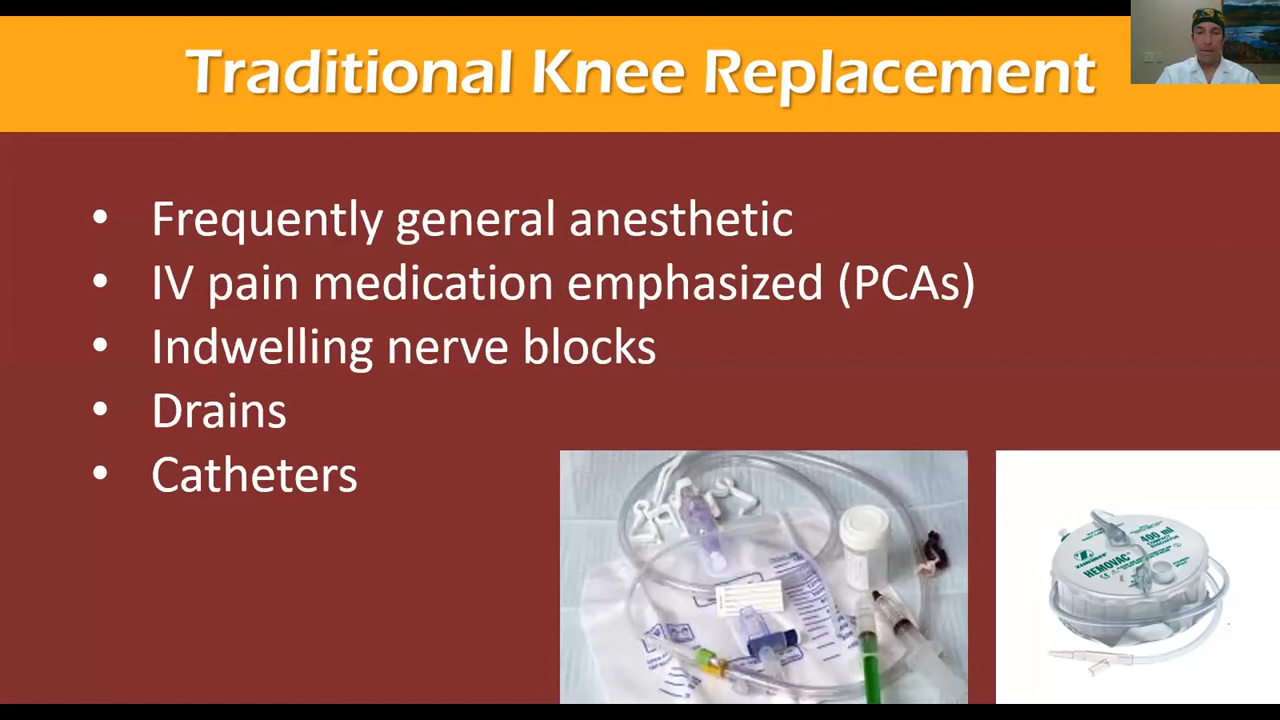 Traditional Knee Replacement
• Frequently general anesthetic
• IV pain medication emphasized (PCAs)
• Indwelling nerve blocks
• Drains
• Catheters
400 ml
HEMOVAC